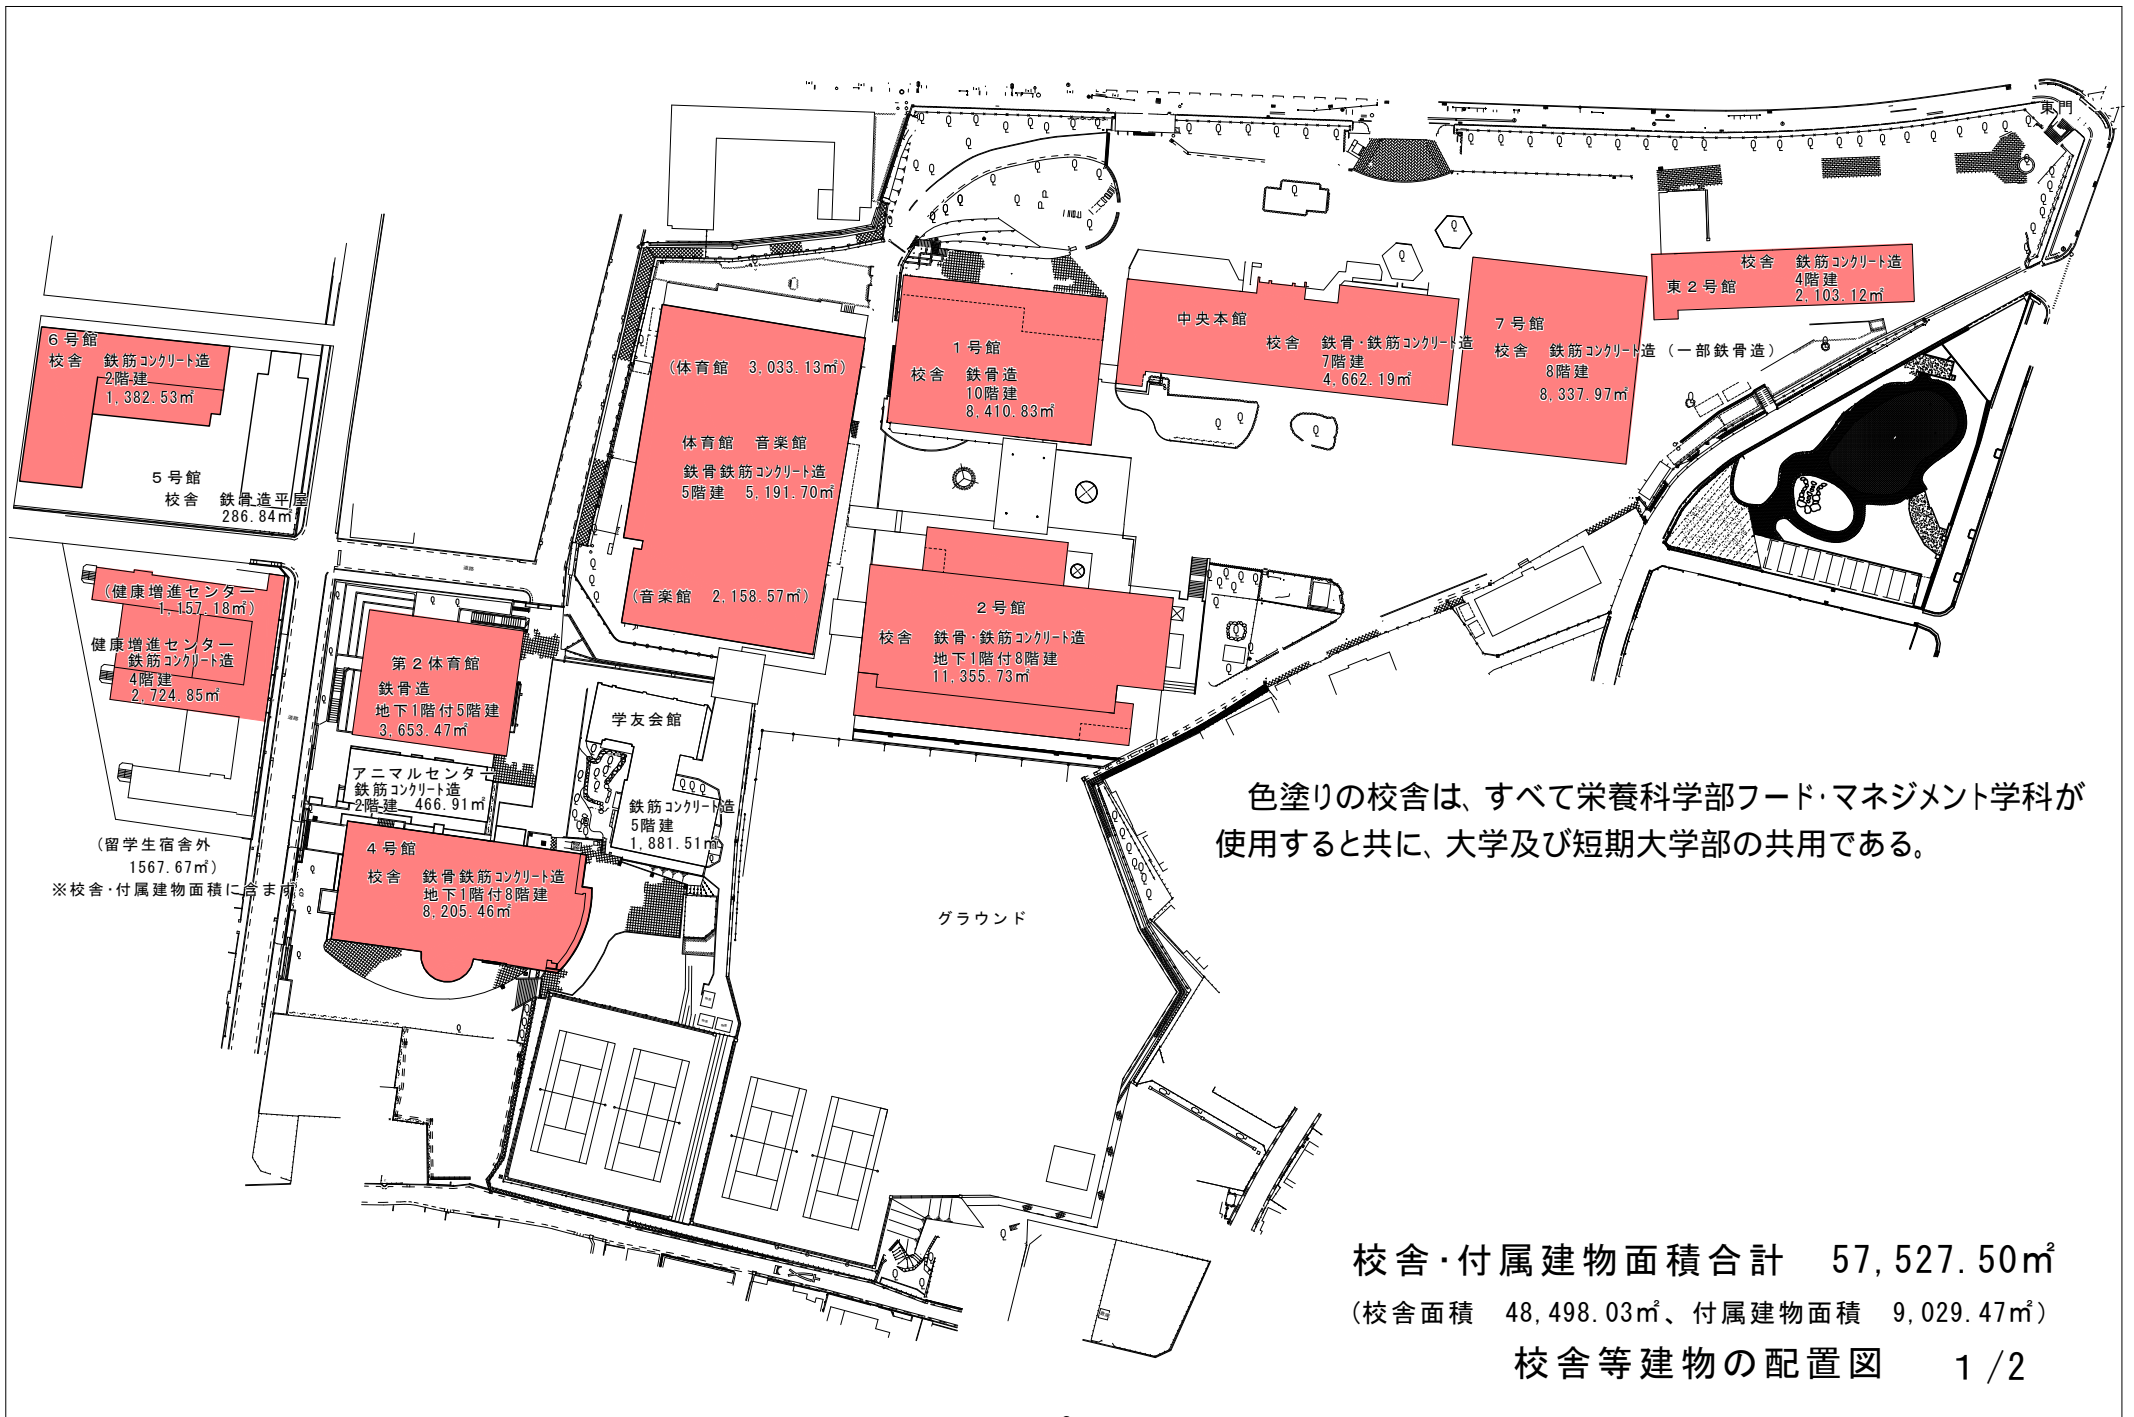 東門
校舎　鉄筋コンクリート造
4階建
東２号館
2,103.12㎡
中央本館
校舎　鉄骨・鉄筋コンクリート造
7階建
4,662.19㎡
７号館
校舎　鉄筋コンクリート造（一部鉄骨造）
8階建
8,337.97㎡
１号館
校舎　鉄骨造
10階建
8,410.83㎡
６号館
校舎　鉄筋コンクリート造
2階建
1,382.53㎡
（体育館　3,033.13㎡）
体育館　音楽館
鉄骨鉄筋コンクリート造
5階建　5,191.70㎡
（音楽館　2,158.57㎡）
５号館
校舎　鉄骨造平屋
286.84㎡
（健康増進センター
1,157.18㎡）
健康増進センター
鉄筋コンクリート造
4階建
2,724.85㎡
第２体育館
鉄骨造
地下1階付5階建
3,653.47㎡
２号館
校舎　鉄骨・鉄筋コンクリート造
地下1階付8階建
11,355.73㎡
学友会館
鉄筋コンクリート造
5階建
1,881.51㎡
アニマルセンター
鉄筋コンクリート造
2階建　466.91㎡
（留学生宿舎外
1567.67㎡）
※校舎・付属建物面積に含まず。
４号館
校舎　鉄骨鉄筋コンクリート造
地下1階付8階建
8,205.46㎡
グラウンド
色塗りの校舎は、すべて栄養科学部フード・マネジメント学科が
使用すると共に、大学及び短期大学部の共用である。
校舎・付属建物面積合計　57,527.50㎡
（校舎面積　48,498.03㎡、付属建物面積　9,029.47㎡）
校舎等建物の配置図　1/2